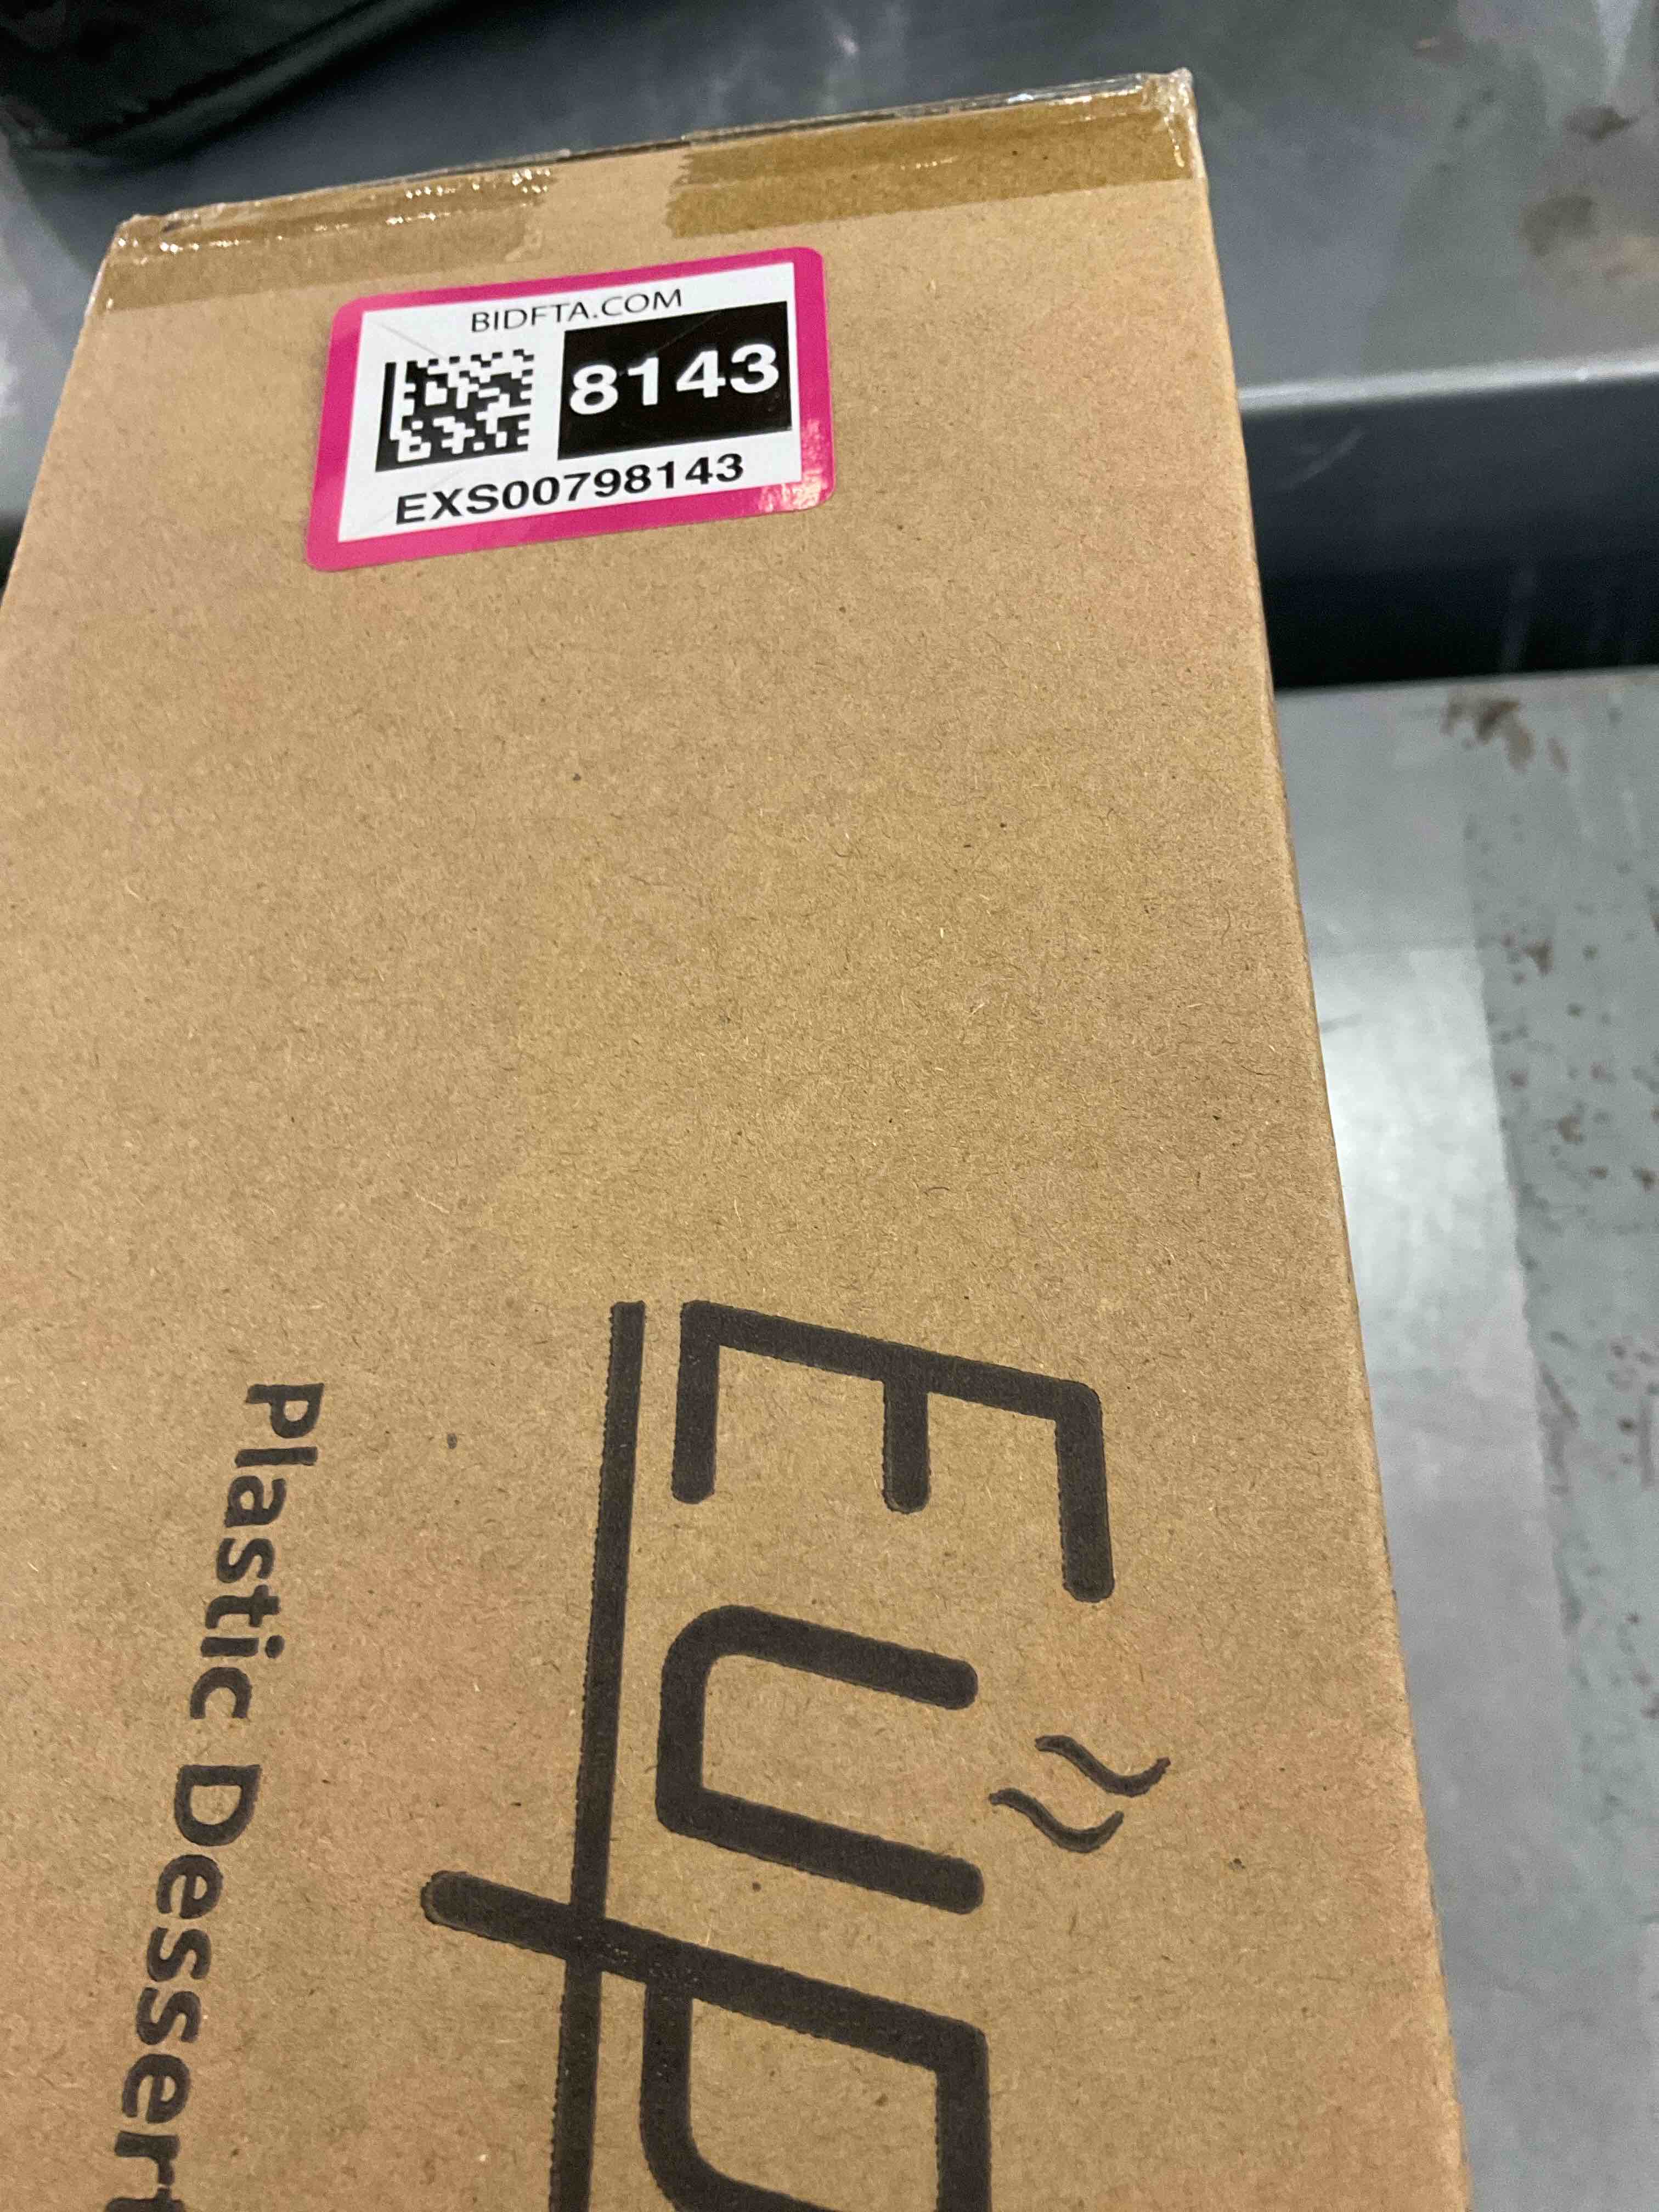 BIDFTA.COM
8143
EXS00798143
Plastic Dessert